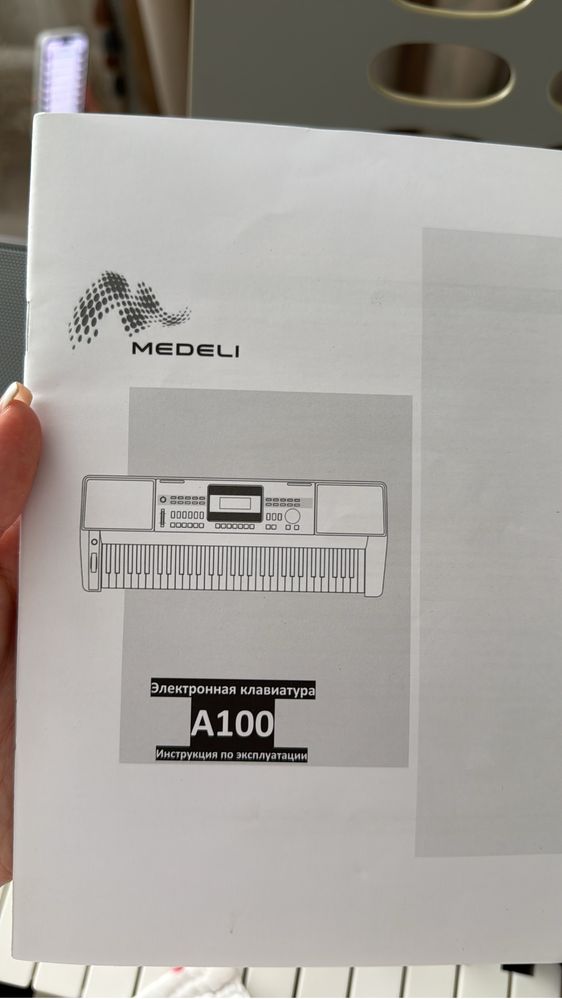 MEDELI
Электронная клавиатура
A100
Инструкция по эксплуатации